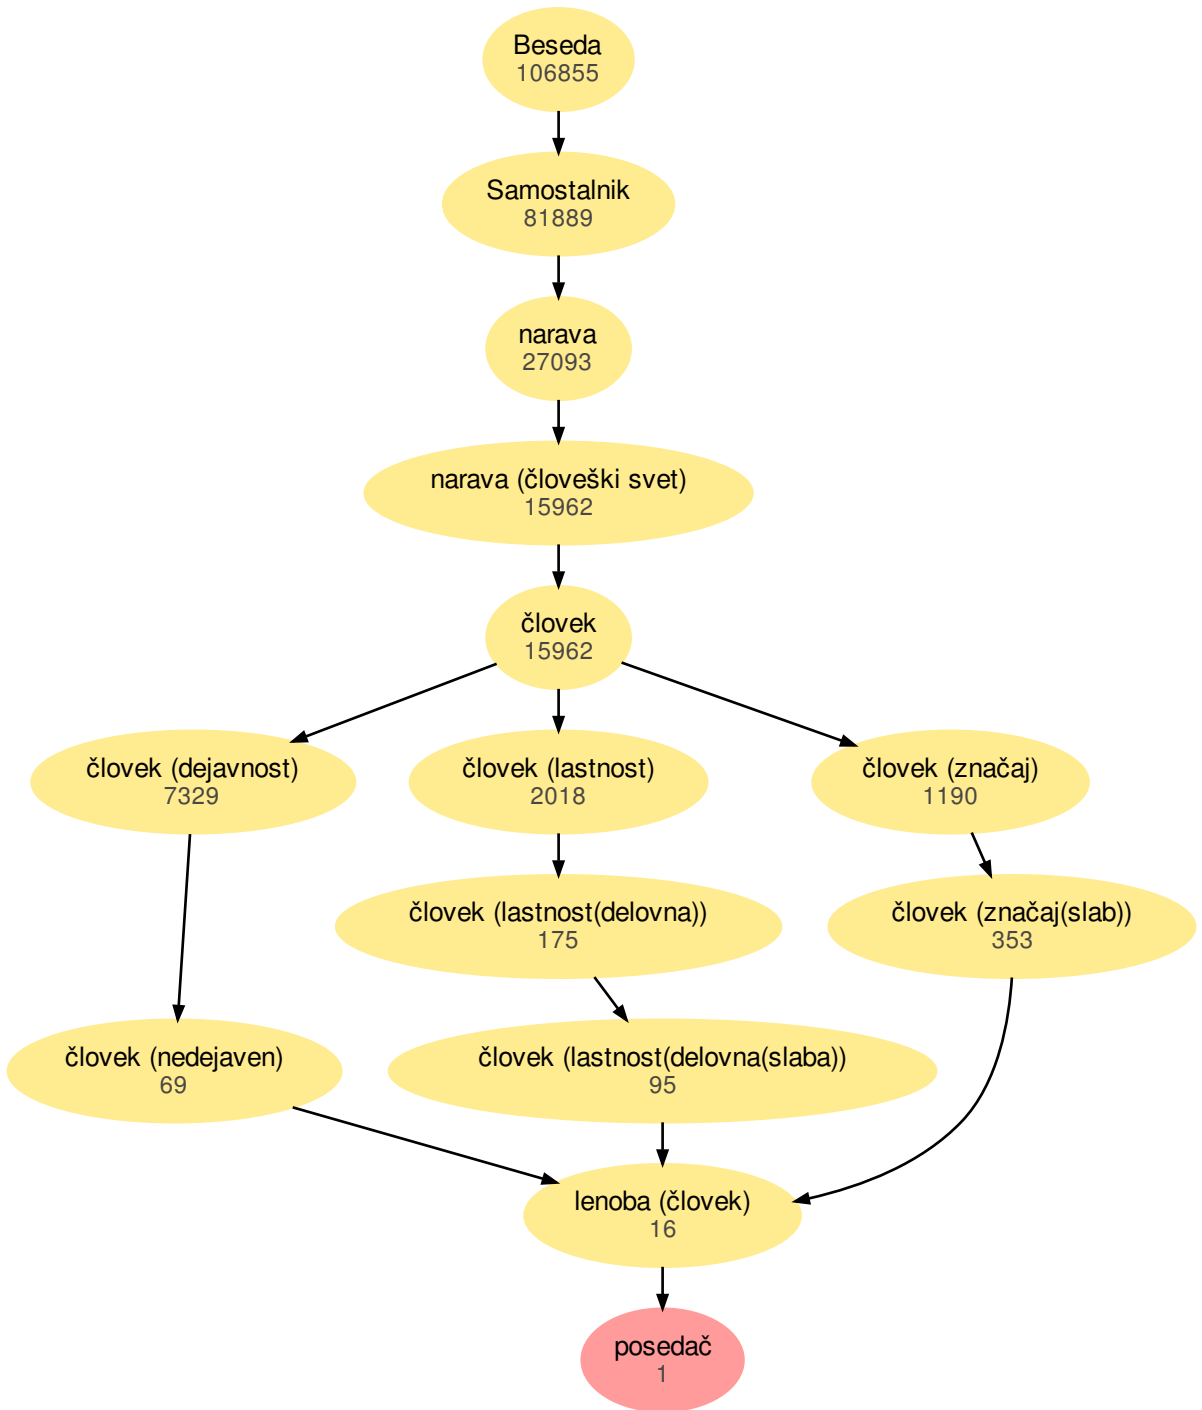 Beseda
106855
Samostalnik
81889
narava
27093
narava (človeški svet)
15962
človek
15962
človek (dejavnost)
7329
človek (lastnost)
2018
človek (značaj)
1190
človek (lastnost(delovna))
175
človek (značaj(slab))
353
človek (nedejaven)
69
človek (lastnost(delovna(slaba))
95
lenoba (človek)
16
posedač
1